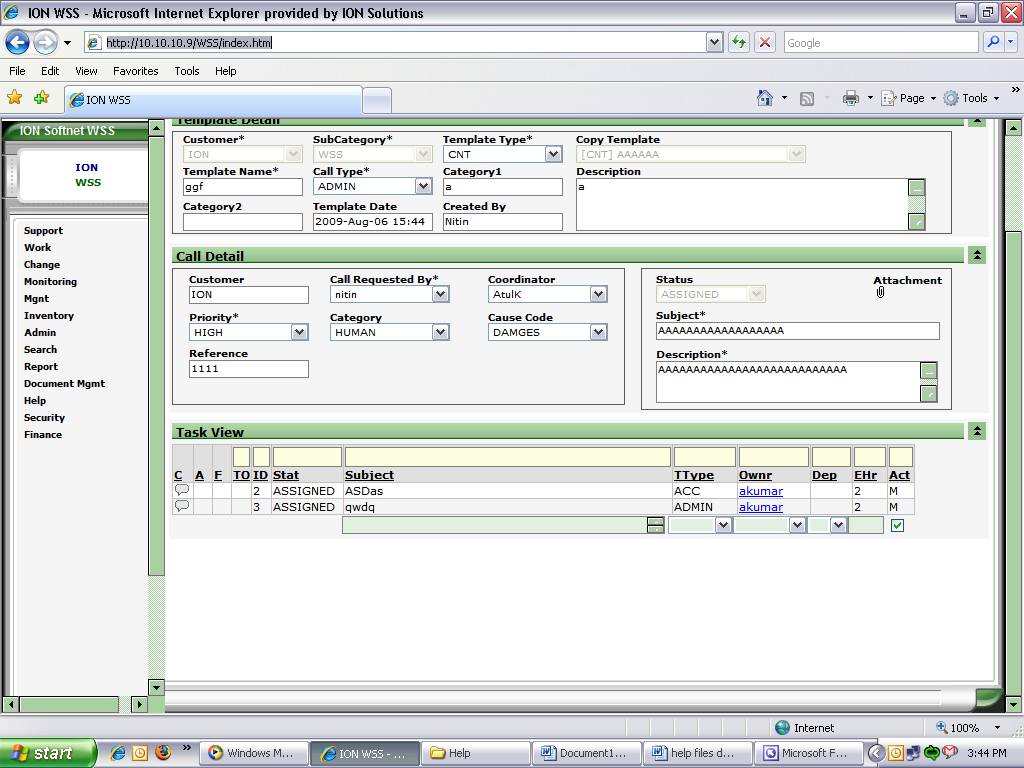 ION WSS - Microsoft Internet Explorer provided by ION Solutions
http://10.10.10.9/WSS/index.htm
Google
File Edit View Favorites Tools Help
ION WSS
Page Tools
ION Softnet WSS
ION
WSS
Support
Work
Change
Monitoring
Mgnt
Inventory
Admin
Search
Report
Document Mgmt
Help
Security
Finance
Template Detail
Customer* SubCategory* Template Type* Copy Template
ION WSS CNT [CNT] AAAAAA
Template Name* Call Type* Category1 Description
ggf ADMIN a a
Category2 Template Date Created By
2009-Aug-06 15:44 Nitin
Call Detail
Customer Call Requested By* Coordinator
ION nitin AtulK
Priority* Category Cause Code
HIGH HUMAN DAMGES
Reference
1111
Status Attachment
ASSIGNED
Subject*
AAAAAAAAAAAAAAAAAA
Description*
AAAAAAAAAAAAAAAAAAAAAAAAAAA
Task View
C A F TO ID Stat Subject TType Ownr Dep EHr Act
2 ASSIGNED ASDas ACC akumar 2 M
3 ASSIGNED qwdq ADMIN akumar 2 M
Internet 100%
start Windows M... ION WSS - ... Help Document1... help files d... Microsoft F... 3:44 PM